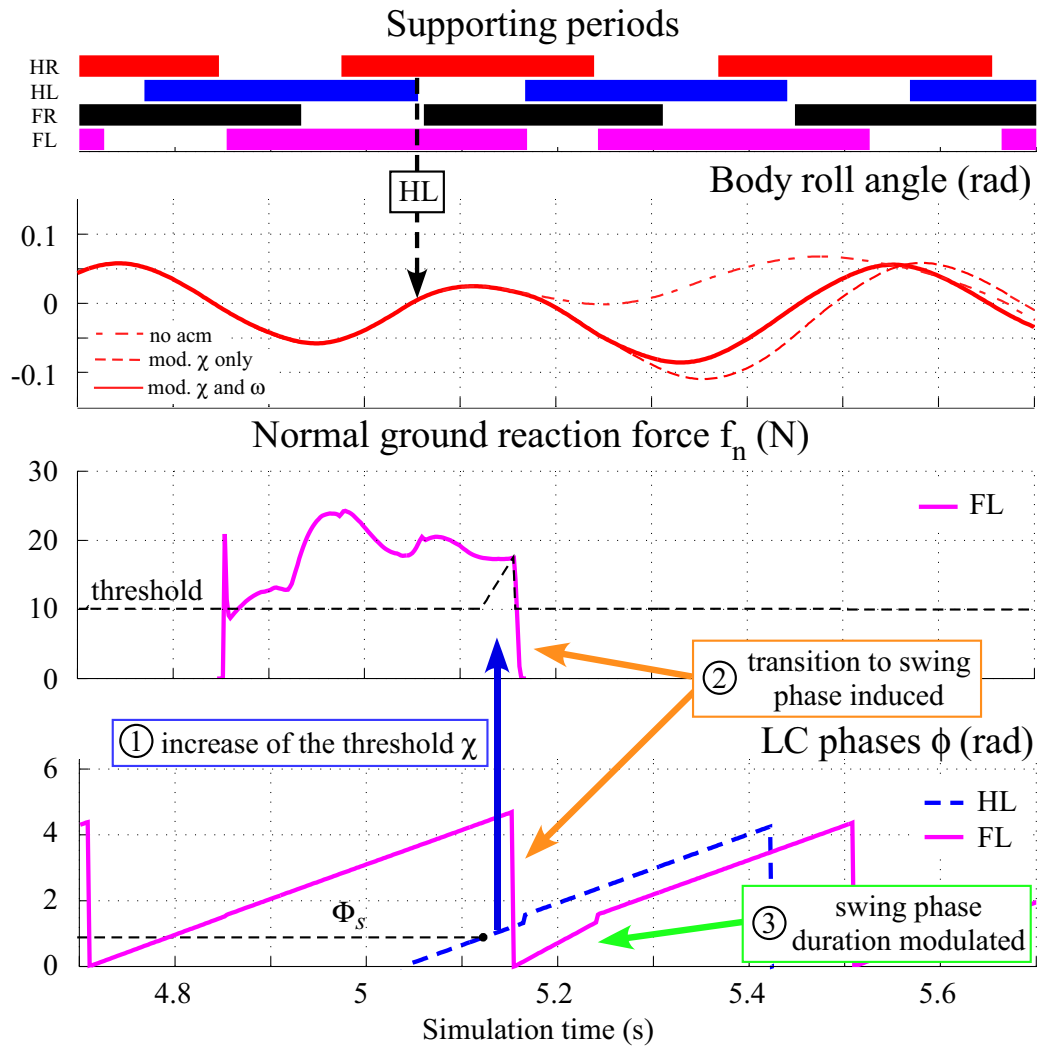 Supporting periods
HR
HL
FR
FL
HL
Body roll angle (rad)
0.1
0
-0.1
no acm
mod. χ only
mod. χ and ω
Normal ground reaction force fn (N)
30
20
10
0
threshold
FL
② transition to swing
phase induced
① increase of the threshold χ
LC phases ϕ (rad)
6
4
2
0
HL
FL
Φs
③ swing phase
duration modulated
4.8 5 5.2 5.4 5.6
Simulation time (s)